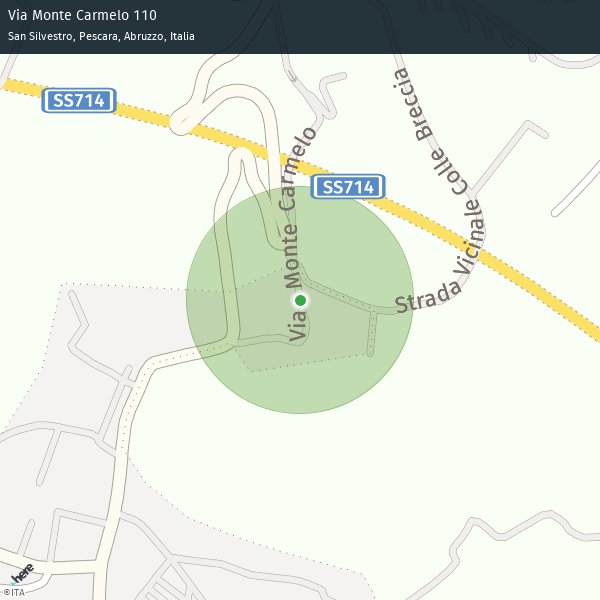 Via Monte Carmelo 110
San Silvestro, Pescara, Abruzzo, Italia
SS714
SS714
Via Monte Carmelo
Strada Vicinale Colle Breccia
here
©ITA